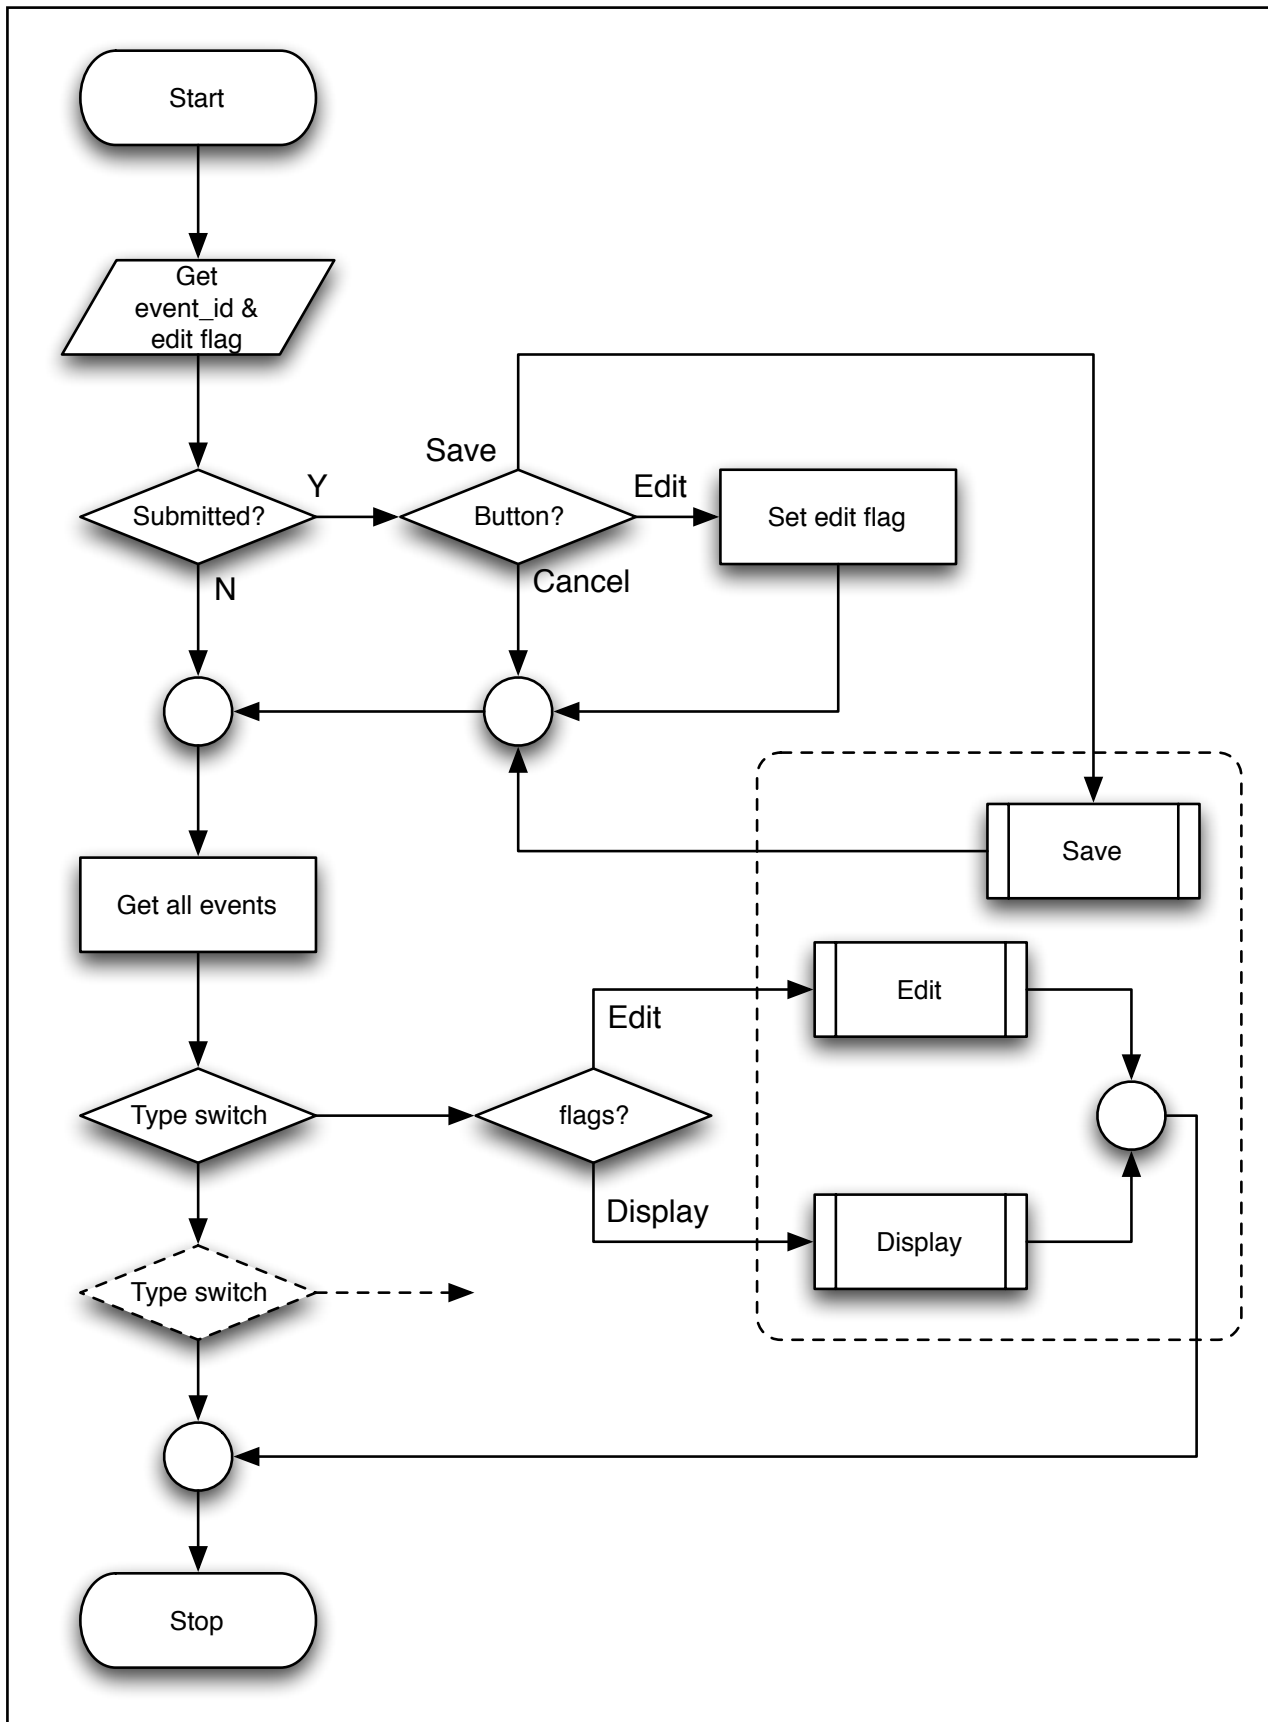 Start
Get
event_id &
edit flag
Save
Y
Edit
Submitted?
Button?
Set edit flag
N
Cancel
Save
Get all events
Edit
Edit
Type switch
flags?
Display
Display
Type switch
Stop